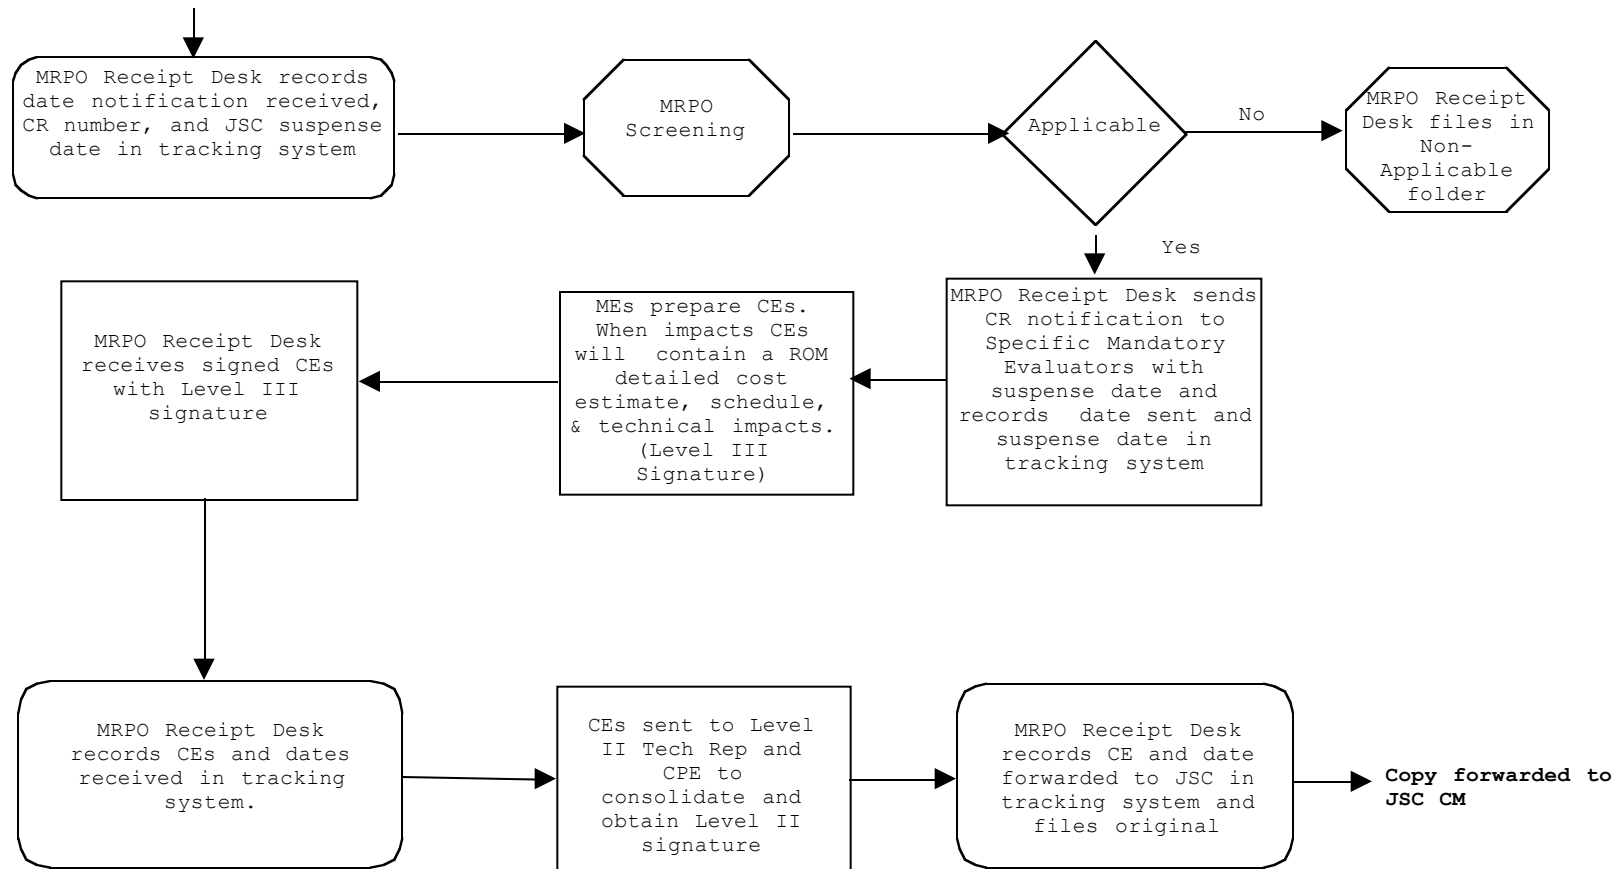 MRPO Receipt Desk records
date notification received,
CR number, and JSC suspense
date in tracking system
MRPO
Screening
Applicable
No
MRPO Receipt
Desk files in
Non-
Applicable
folder
Yes
MRPO Receipt Desk sends
CR notification to
Specific Mandatory
Evaluators with
suspense date and
records date sent and
suspense date in
tracking system
MEs prepare CEs.
When impacts CEs
will contain a ROM
detailed cost
estimate, schedule,
& technical impacts.
(Level III
Signature)
MRPO Receipt Desk
receives signed CEs
with Level III
signature
MRPO Receipt Desk
records CEs and dates
received in tracking
system.
CEs sent to Level
II Tech Rep and
CPE to
consolidate and
obtain Level II
signature
MRPO Receipt Desk
records CE and date
forwarded to JSC in
tracking system and
files original
Copy forwarded to
JSC CM